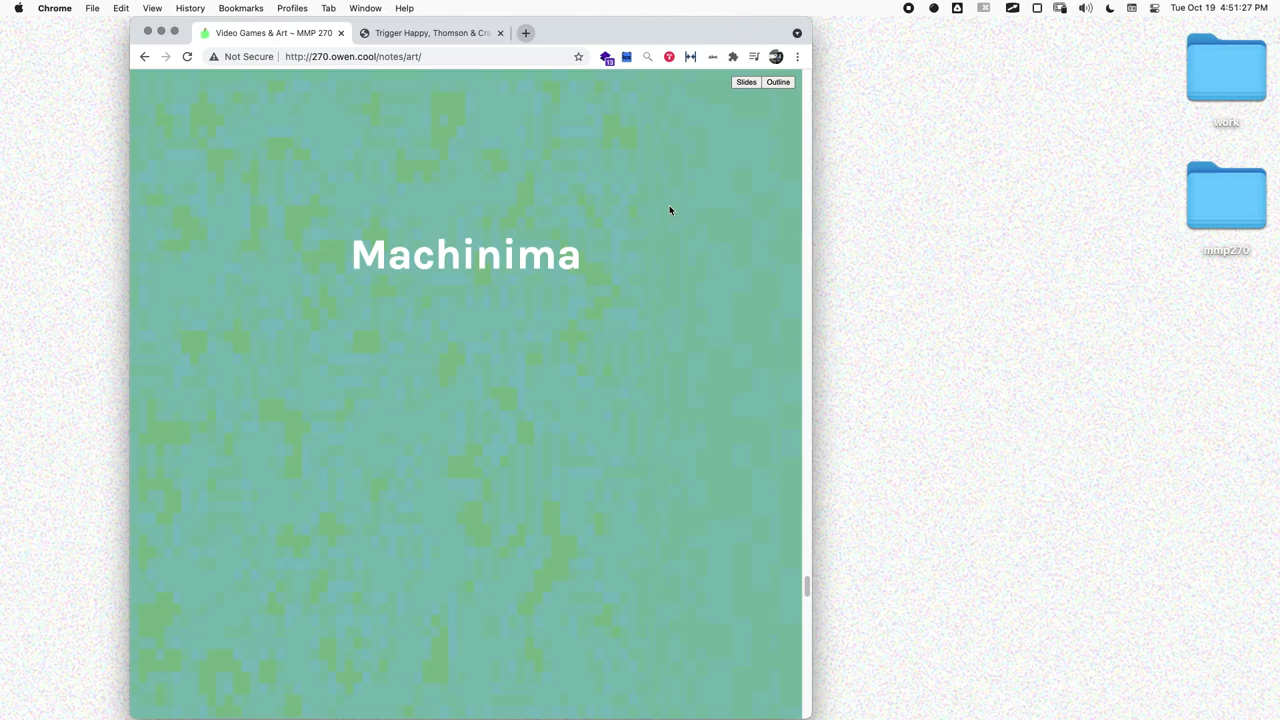 Chrome File Edit View History Bookmarks Profiles Tab Window Help Tue Oct 19 4:51:27 PM
Video Games & Art ~ MMP 270 Trigger Happy, Thomson & Cra
Not Secure http://270.owen.cool/notes/art/
13
Slides Outline
Machinima
work
mmp270